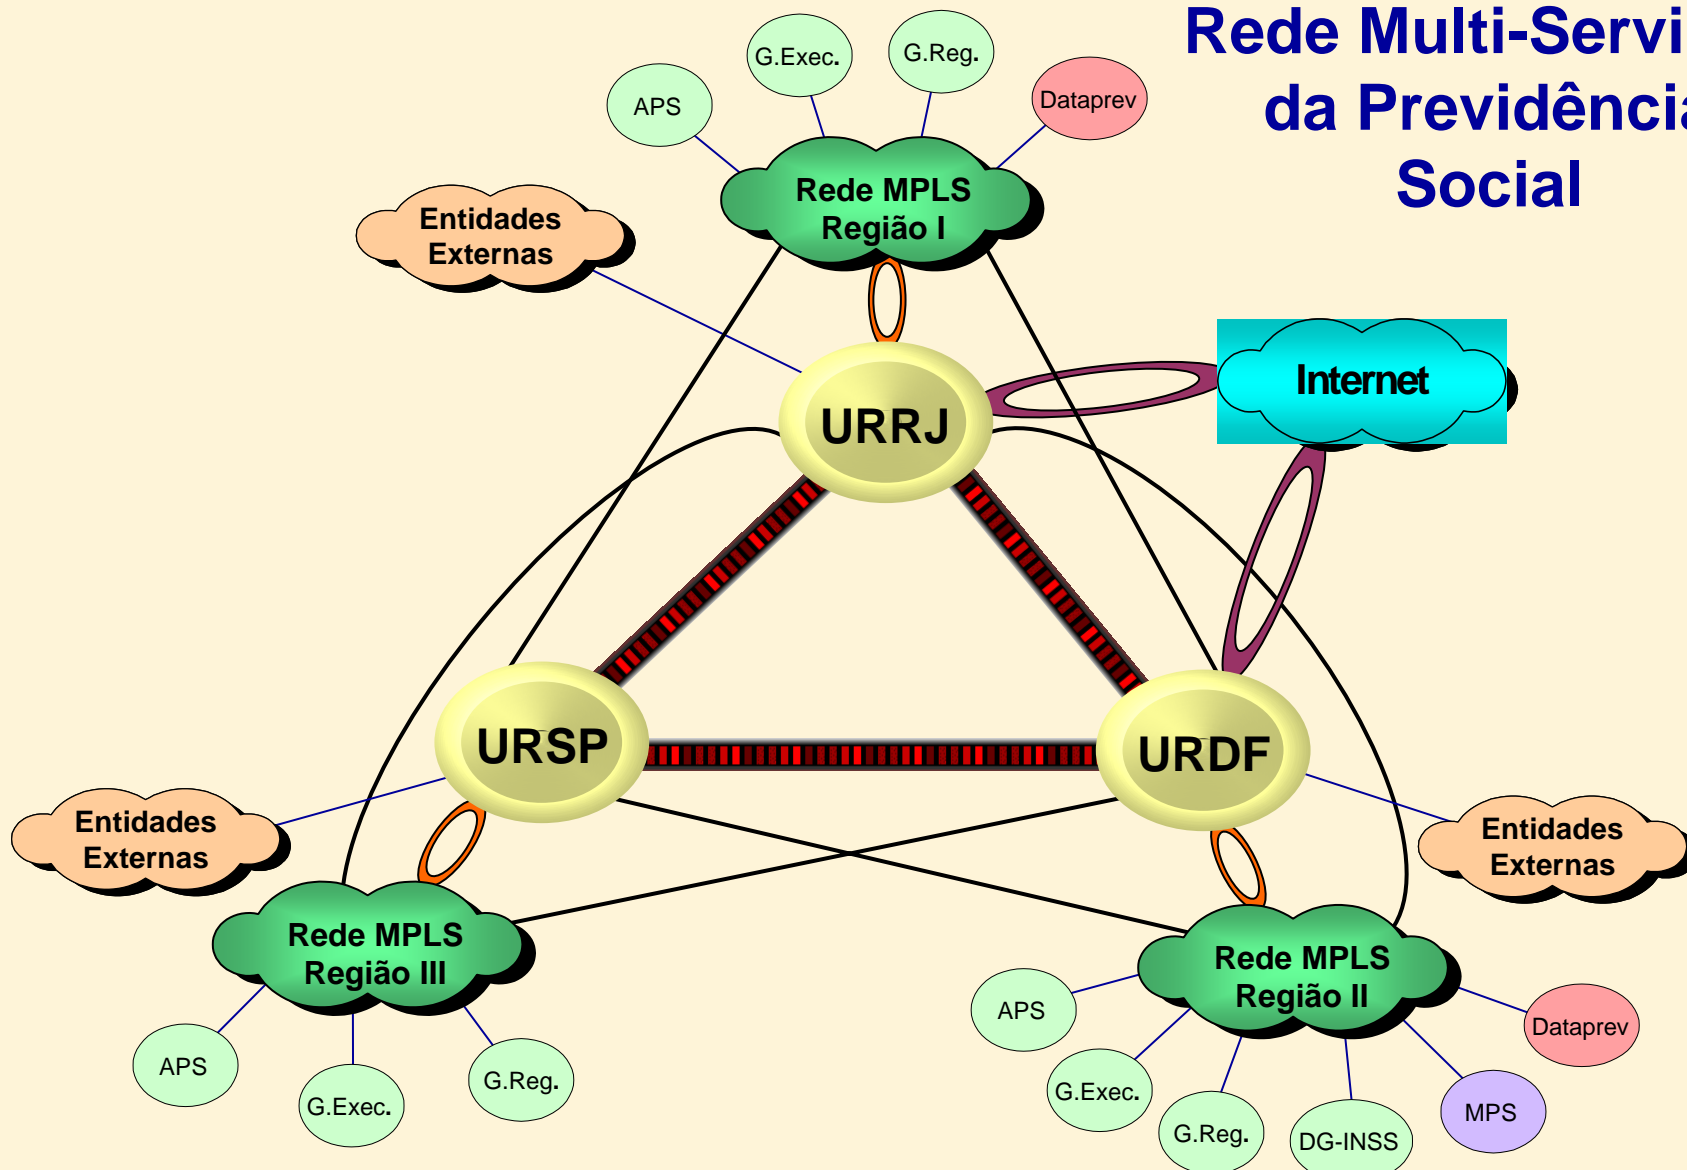 Rede Multi-Servi
da Previdência
Social
G.Exec.
G.Reg.
APS
Dataprev
Rede MPLS
Região I
Entidades
Externas
Internet
URRJ
URSP
URDF
Entidades
Externas
Entidades
Externas
Rede MPLS
Região III
Rede MPLS
Região II
APS
G.Exec.
G.Reg.
APS
G.Exec.
G.Reg.
DG-INSS
MPS
Dataprev